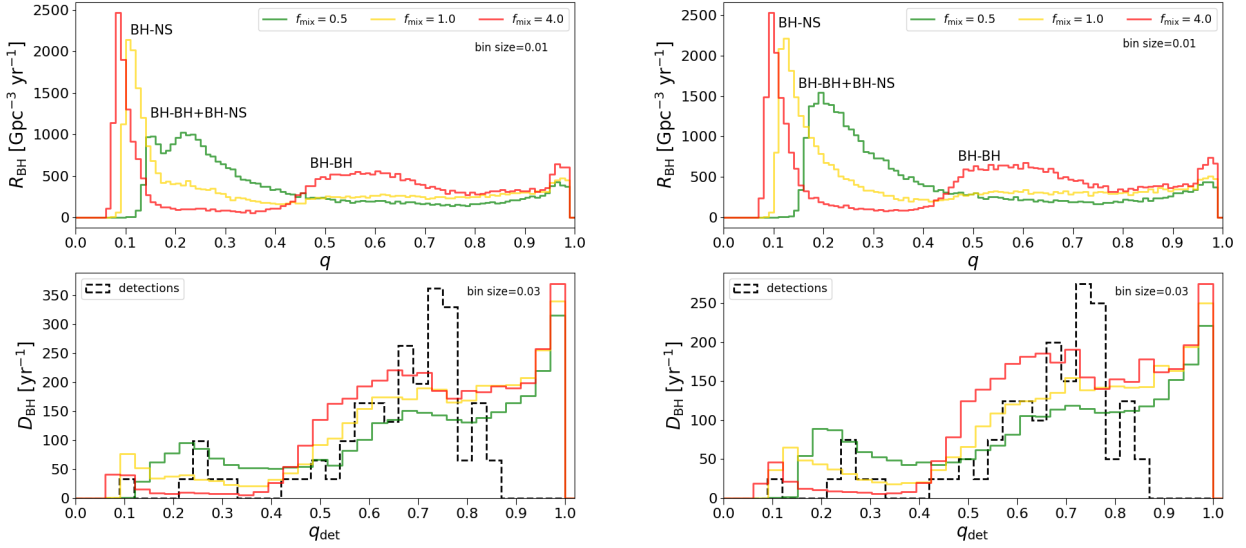 f_mix = 0.5 f_mix = 1.0 f_mix = 4.0
bin size=0.01
BH-NS
BH-BH+BH-NS
BH-BH
R_BH [Gpc⁻³ yr⁻¹]
2500
2000
1500
1000
500
0
0.0 0.1 0.2 0.3 0.4 0.5 0.6 0.7 0.8 0.9 1.0
q
detections
bin size=0.03
D_BH [yr⁻¹]
350
300
250
200
150
100
50
0
0.0 0.1 0.2 0.3 0.4 0.5 0.6 0.7 0.8 0.9 1.0
q_det
f_mix = 0.5 f_mix = 1.0 f_mix = 4.0
bin size=0.01
BH-NS
BH-BH+BH-NS
BH-BH
R_BH [Gpc⁻³ yr⁻¹]
2500
2000
1500
1000
500
0
0.0 0.1 0.2 0.3 0.4 0.5 0.6 0.7 0.8 0.9 1.0
q
detections
bin size=0.03
D_BH [yr⁻¹]
250
200
150
100
50
0
0.0 0.1 0.2 0.3 0.4 0.5 0.6 0.7 0.8 0.9 1.0
q_det